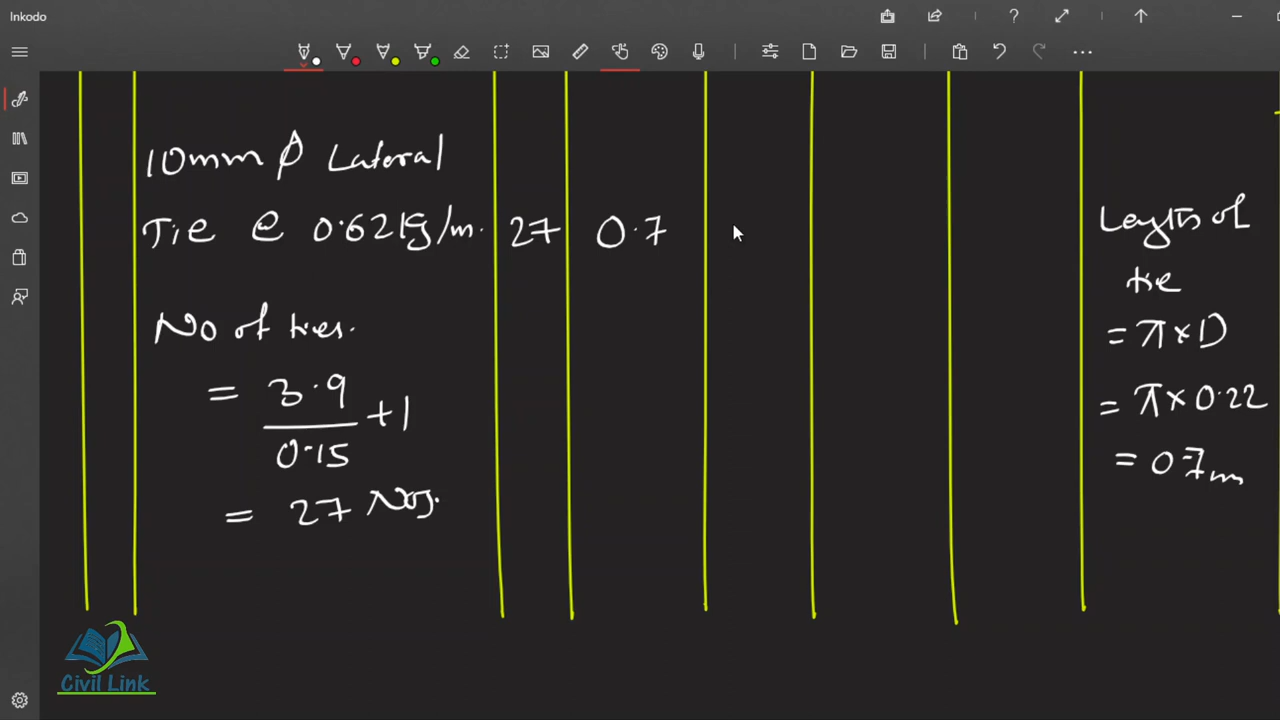 Inkodo
10mm ϕ Lateral
Tie @ 0.62kg/m. 27 0.7
No of ties.
= 3.9 / 0.15 + 1
= 27 Nos.
Length of
tie
= π × D
= π × 0.22
= 0.7m
Civil Link